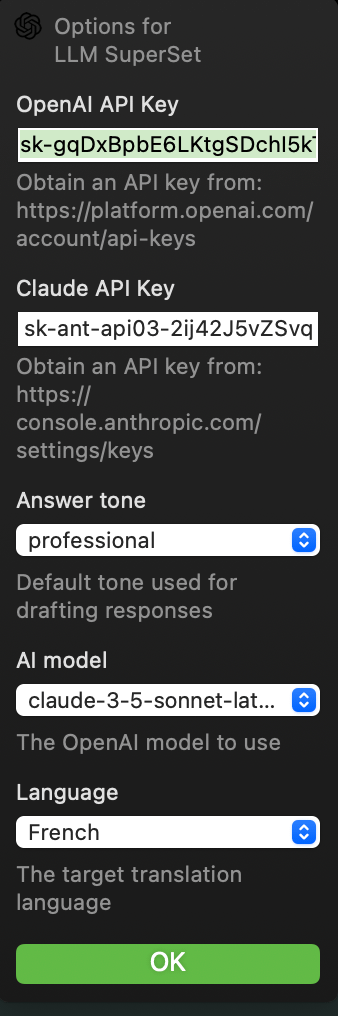 Options for
LLM SuperSet
OpenAI API Key
sk-gqDxBpbE6LKtgSDchI5k
Obtain an API key from:
https://platform.openai.com/
account/api-keys
Claude API Key
sk-ant-api03-2ij42J5vZSvq
Obtain an API key from:
https://
console.anthropic.com/
settings/keys
Answer tone
professional
Default tone used for
drafting responses
AI model
claude-3-5-sonnet-lat...
The OpenAI model to use
Language
French
The target translation
language
OK